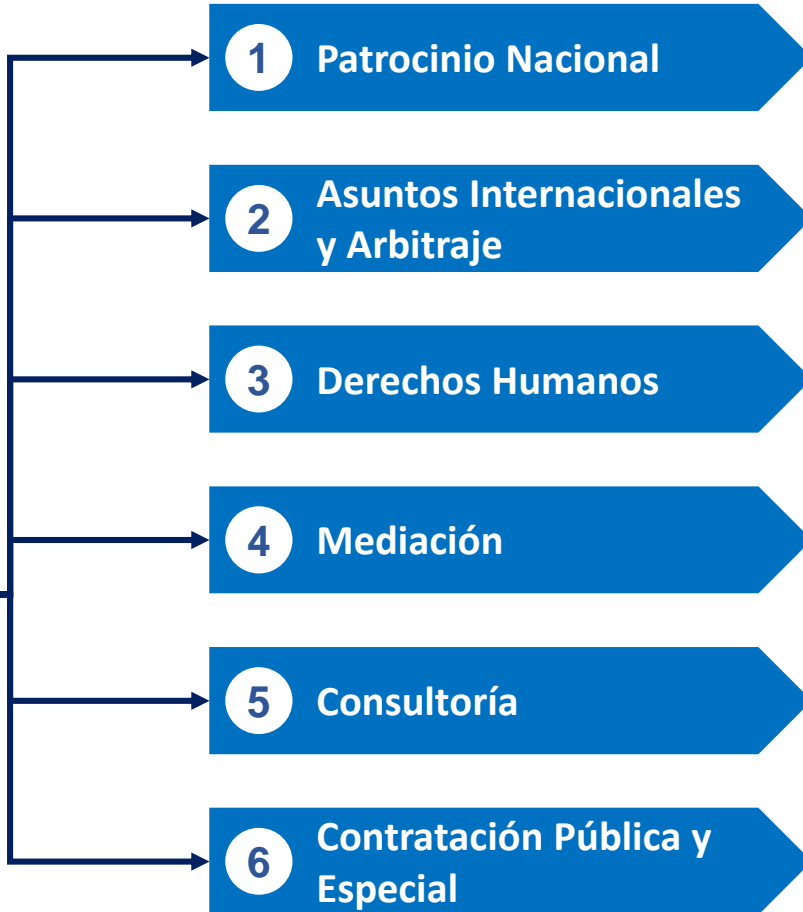 1 Patrocinio Nacional
2 Asuntos Internacionales
y Arbitraje
3 Derechos Humanos
4 Mediación
5 Consultoría
6 Contratación Pública y
Especial